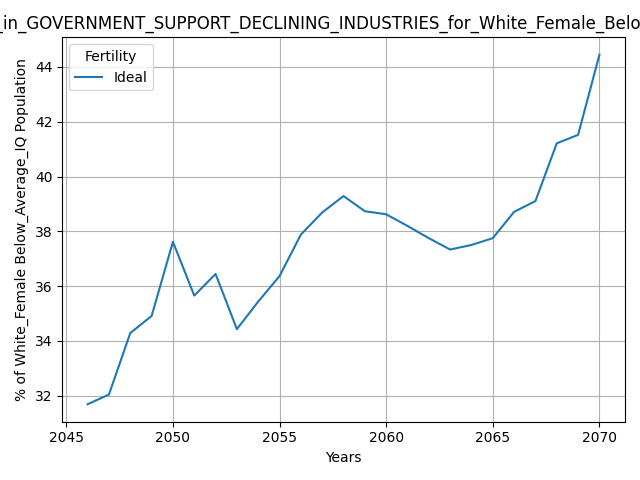 _in_GOVERNMENT_SUPPORT_DECLINING_INDUSTRIES_for_White_Female_Belo
Fertility
Ideal
% of White_Female Below_Average_IQ Population
44
42
40
38
36
34
32
2045 2050 2055 2060 2065 2070
Years